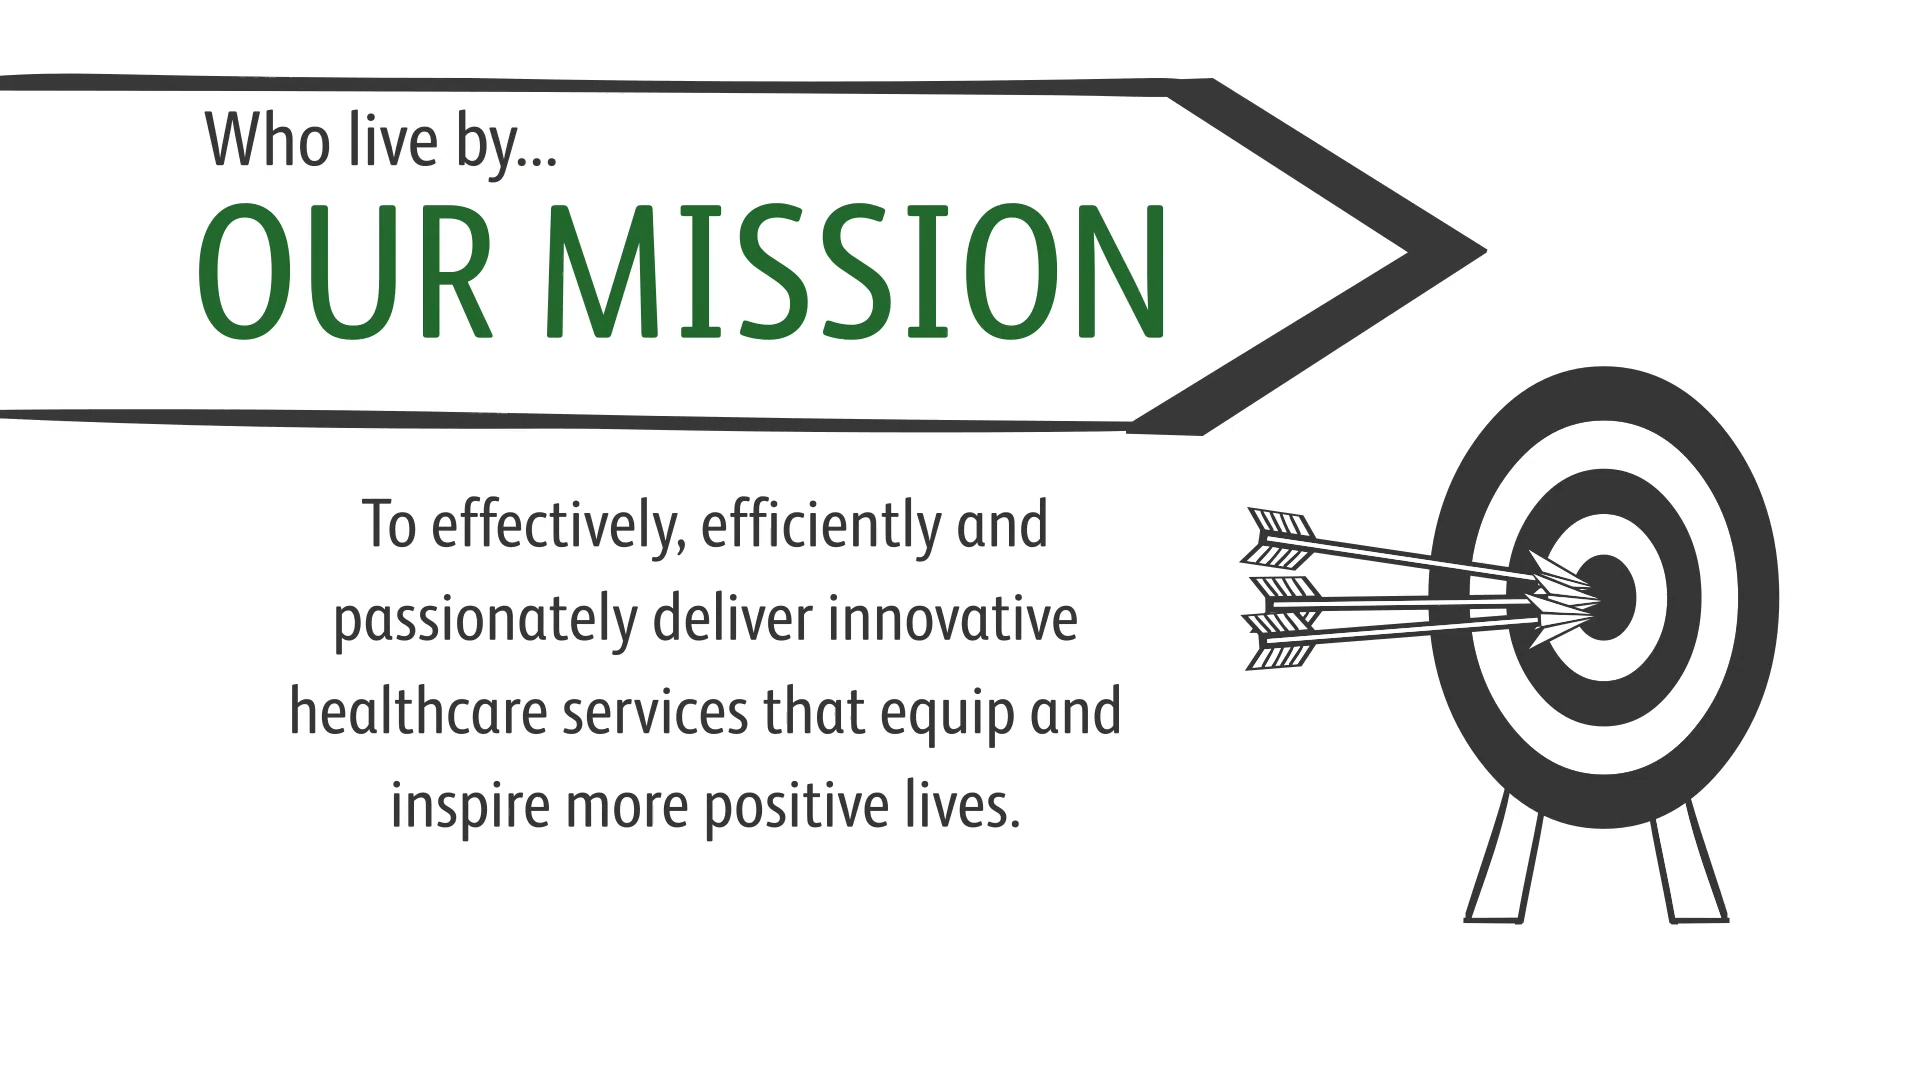 Who live by...
OUR MISSION
To effectively, efficiently and
passionately deliver innovative
healthcare services that equip and
inspire more positive lives.